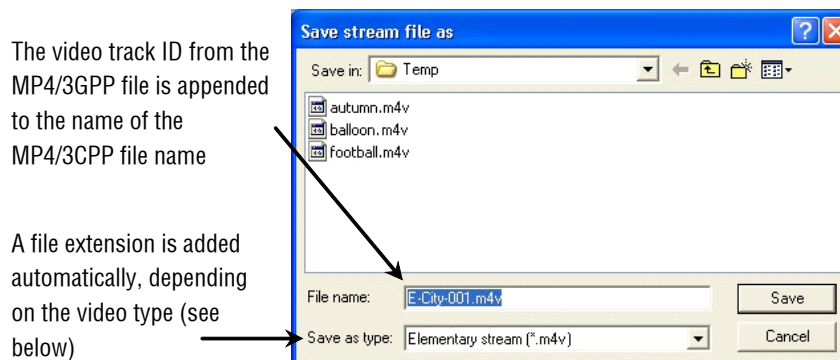 The video track ID from the
MP4/3GPP file is appended
to the name of the
MP4/3CPP file name
A file extension is added
automatically, depending
on the video type (see
below)
Save stream file as
Save in: Temp
autumn.m4v
balloon.m4v
football.m4v
File name: E-City-001.m4v Save
Save as type: Elementary stream (*.m4v) Cancel